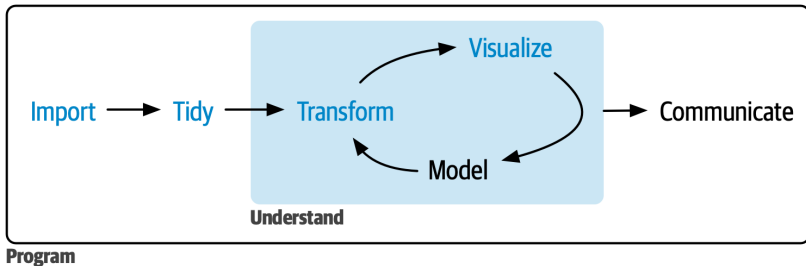 Visualize
Import Tidy Transform Communicate
Model
Understand
Program